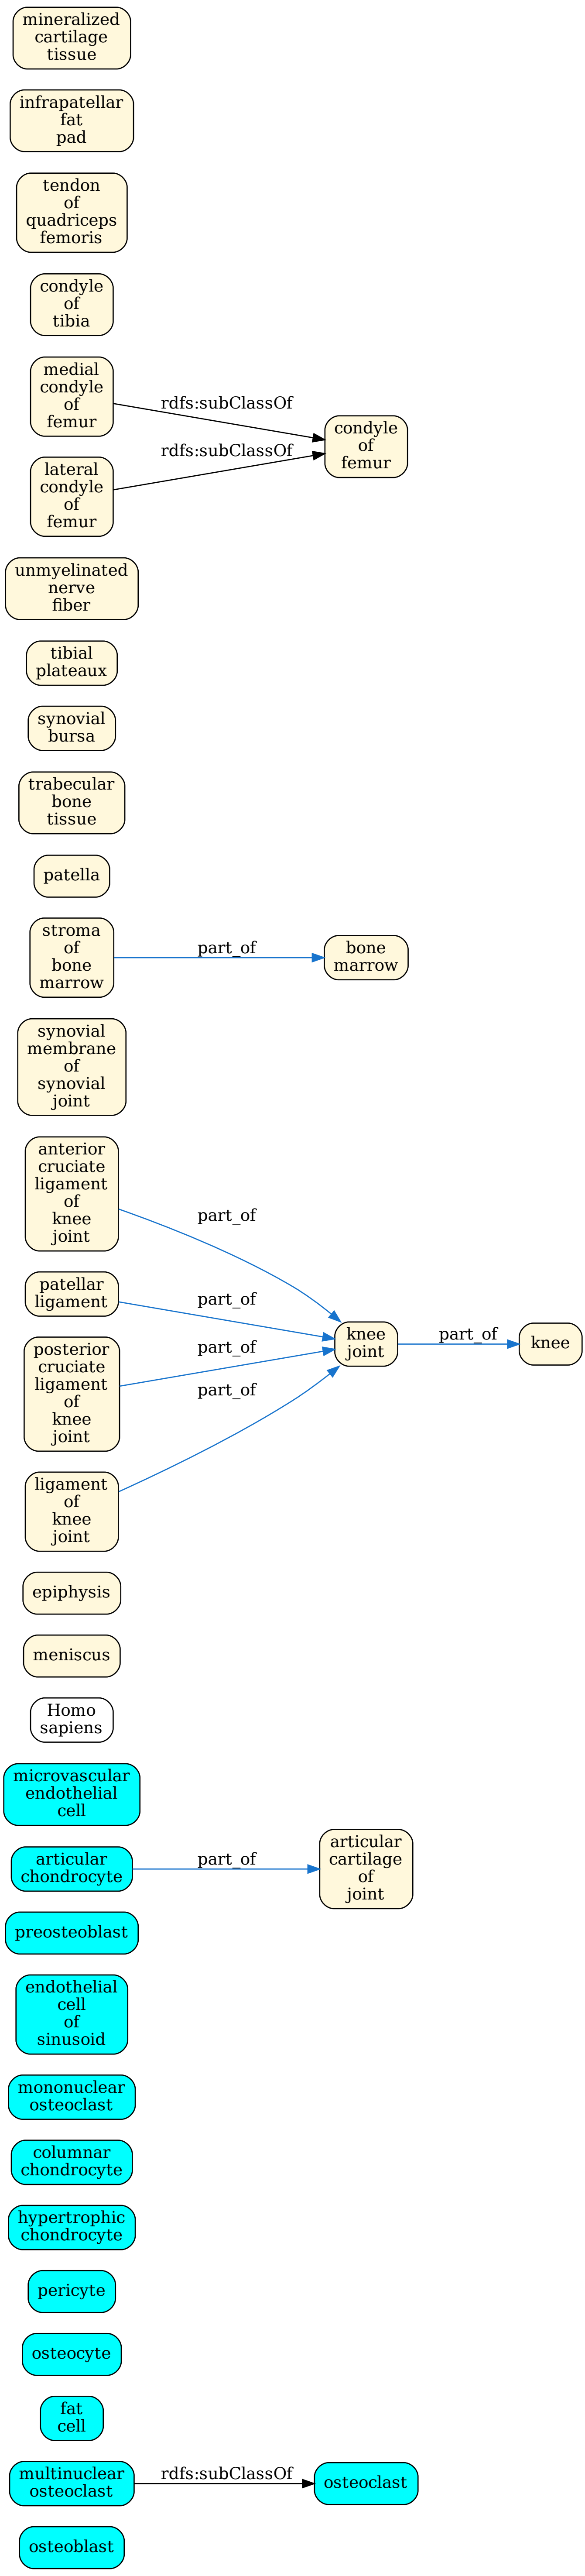 mineralized
cartilage
tissue
infrapatellar
fat
pad
tendon
of
quadriceps
femoris
condyle
of
tibia
medial
condyle
of
femur
rdfs:subClassOf
condyle
of
femur
rdfs:subClassOf
lateral
condyle
of
femur
unmyelinated
nerve
fiber
tibial
plateaux
synovial
bursa
trabecular
bone
tissue
patella
stroma
of
bone
marrow
part_of
bone
marrow
synovial
membrane
of
synovial
joint
anterior
cruciate
ligament
of
knee
joint
part_of
patellar
ligament
part_of
knee
joint
part_of
knee
posterior
cruciate
ligament
of
knee
joint
part_of
part_of
ligament
of
knee
joint
epiphysis
meniscus
Homo
sapiens
microvascular
endothelial
cell
articular
chondrocyte
part_of
articular
cartilage
of
joint
preosteoblast
endothelial
cell
of
sinusoid
mononuclear
osteoclast
columnar
chondrocyte
hypertrophic
chondrocyte
pericyte
osteocyte
fat
cell
multinuclear
osteoclast
rdfs:subClassOf
osteoclast
osteoblast